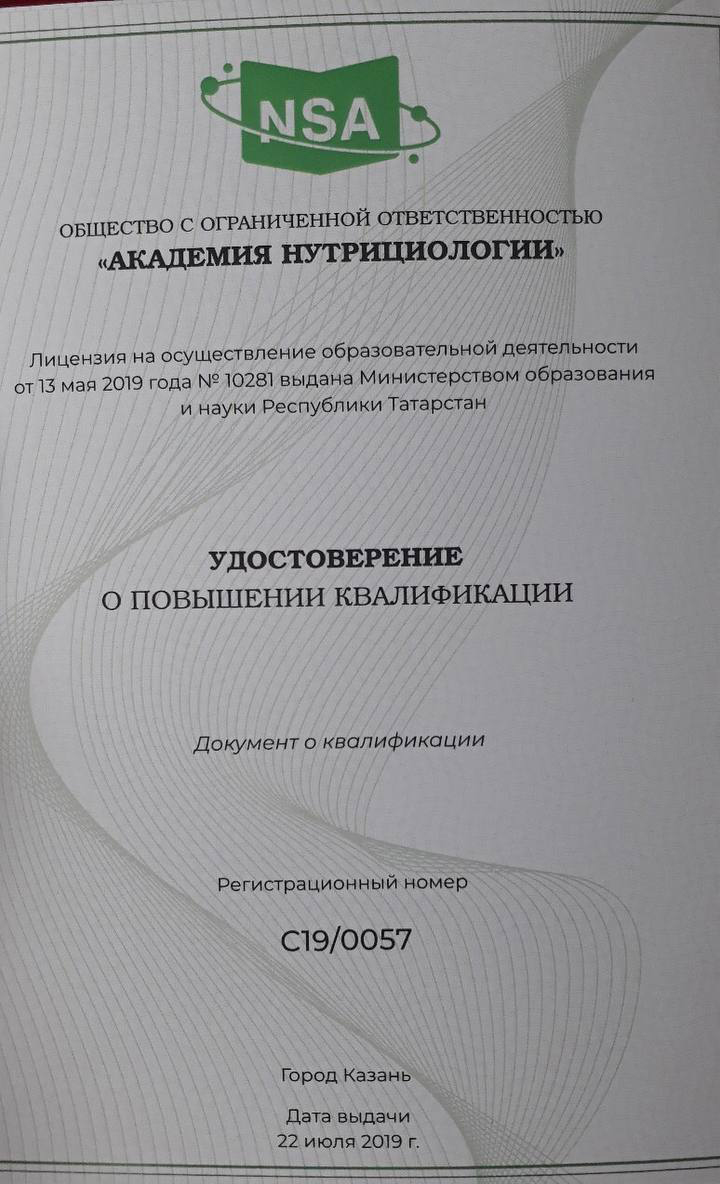 NSA
ОБЩЕСТВО С ОГРАНИЧЕННОЙ ОТВЕТСТВЕННОСТЬЮ
«АКАДЕМИЯ НУТРИЦИОЛОГИИ»
Лицензия на осуществление образовательной деятельности
от 13 мая 2019 года № 10281 выдана Министерством образования
и науки Республики Татарстан
УДОСТОВЕРЕНИЕ
О ПОВЫШЕНИИ КВАЛИФИКАЦИИ
Документ о квалификации
Регистрационный номер
С19/0057
Город Казань
Дата выдачи
22 июля 2019 г.